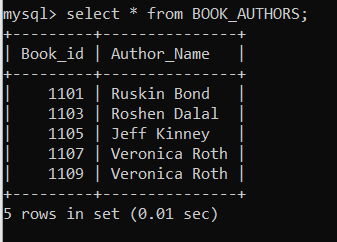 mysql> select * from BOOK_AUTHORS;
+---------+---------------+
| Book_id | Author_Name   |
+---------+---------------+
|    1101 | Ruskin Bond   |
|    1103 | Roshen Dalal  |
|    1105 | Jeff Kinney   |
|    1107 | Veronica Roth |
|    1109 | Veronica Roth |
+---------+---------------+
5 rows in set (0.01 sec)